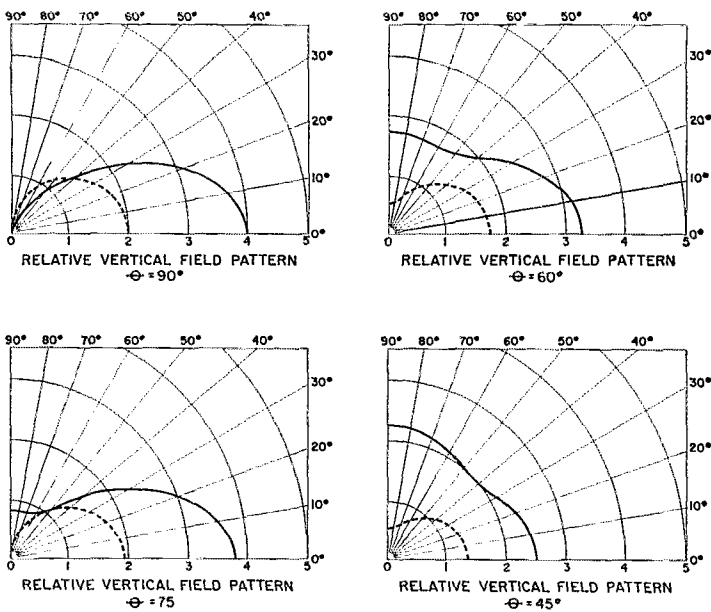 90° 80° 70° 60° 50° 40°
30°
20°
10°
0°
0 1 2 3 4 5
RELATIVE VERTICAL FIELD PATTERN
Θ = 90°
90° 80° 70° 60° 50° 40°
30°
20°
10°
0°
0 1 2 3 4 5
RELATIVE VERTICAL FIELD PATTERN
Θ = 60°
90° 80° 70° 60° 50° 40°
30°
20°
10°
0°
0 1 2 3 4 5
RELATIVE VERTICAL FIELD PATTERN
Θ = 75
90° 80° 70° 60° 50° 40°
30°
20°
10°
0°
0 1 2 3 4 5
RELATIVE VERTICAL FIELD PATTERN
Θ = 45°